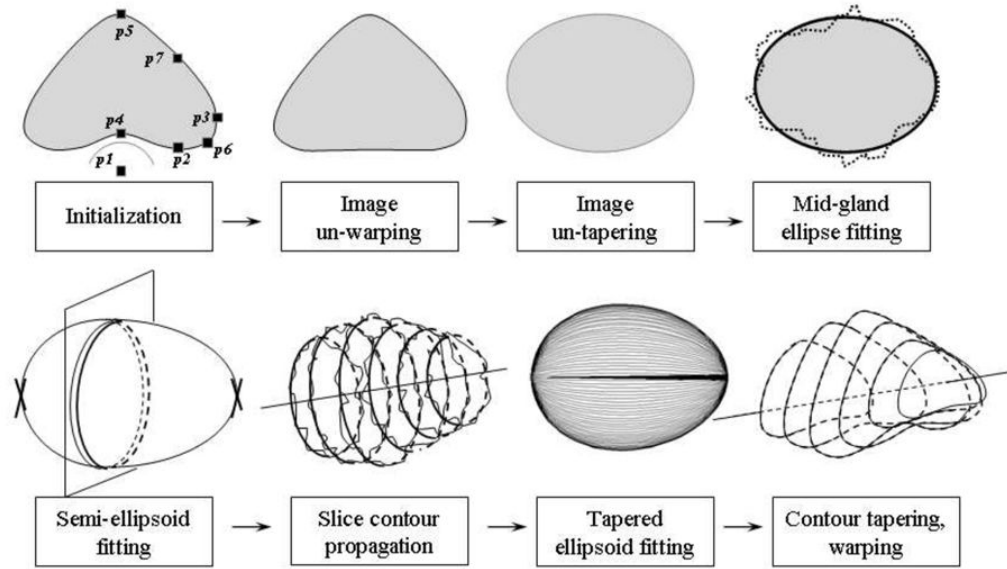 p5
p7
p3
p4
p6
p1
p2
Initialization
Image
un-warping
Image
un-tapering
Mid-gland
ellipse fitting
Semi-ellipsoid
fitting
Slice contour
propagation
Tapered
ellipsoid fitting
Contour tapering,
warping